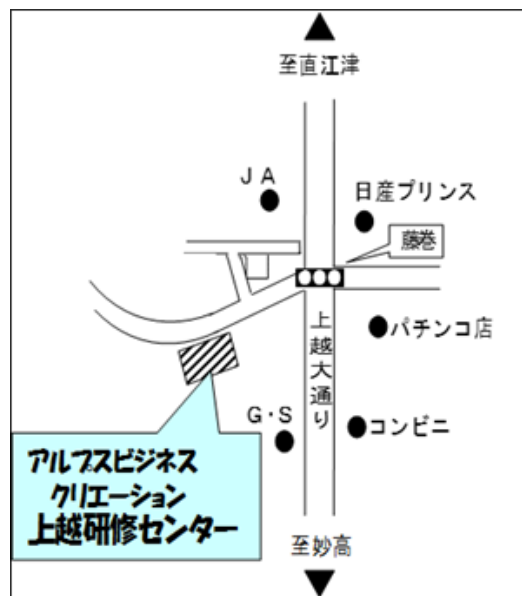 至直江津
ＪＡ
日産プリンス
藤巻
パチンコ店
上越大通り
Ｇ・Ｓ
コンビニ
アルプスビジネス
クリエーション
上越研修センター
至妙高